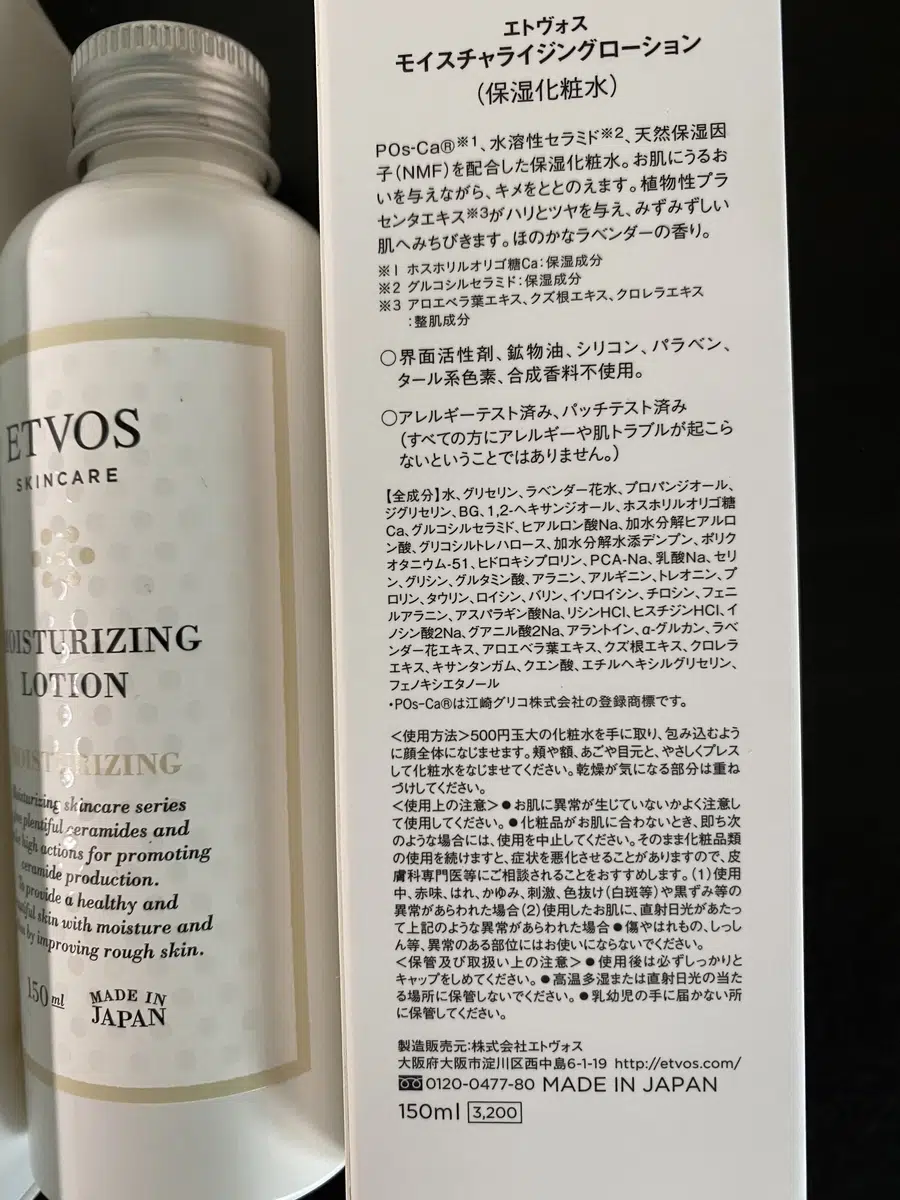 ETVOS
SKINCARE
MOISTURIZING
LOTION
MOISTURIZING
Moisturizing skincare series
plentiful ceramides and
high actions for promoting
ceramide production.
provide a healthy and
skin with moisture and
by improving rough skin.
150 ml
MADE IN
JAPAN
エトヴォス
モイスチャライジングローション
(保湿化粧水)
POs-Ca®※1、水溶性セラミド※2、天然保湿因
子(NMF)を配合した保湿化粧水。お肌にうるお
いを与えながら、キメをととのえます。植物性プラ
センタエキス※3がハリとツヤを与え、みずみずしい
肌へみちびきます。ほのかなラベンダーの香り。
※1 ホスホリルオリゴ糖Ca:保湿成分
※2 グルコシルセラミド:保湿成分
※3 アロエベラ葉エキス、クズ根エキス、クロレラエキス
:整肌成分
○界面活性剤、鉱物油、シリコン、パラベン、
タール系色素、合成香料不使用。
○アレルギーテスト済み、パッチテスト済み
(すべての方にアレルギーや肌トラブルが起こら
ないということではありません。)
【全成分】水、グリセリン、ラベンダー花水、プロパンジオール、
ジグリセリン、BG、1,2-ヘキサンジオール、ホスホリルオリゴ糖
Ca、グルコシルセラミド、ヒアルロン酸Na、加水分解ヒアルロ
ン酸、グリコシルトレハロース、加水分解水添デンプン、ポリク
オタニウム-51、ヒドロキシプロリン、PCA-Na、乳酸Na、セリ
ン、グリシン、グルタミン酸、アラニン、アルギニン、トレオニン、プ
ロリン、タウリン、ロイシン、バリン、イソロイシン、チロシン、フェニ
ルアラニン、アスパラギン酸Na、リシンHCl、ヒスチジンHCl、イ
ノシン酸2Na、グアニル酸2Na、アラントイン、α-グルカン、ラベ
ンダー花エキス、アロエベラ葉エキス、クズ根エキス、クロレラ
エキス、キサンタンガム、クエン酸、エチルヘキシルグリセリン、
フェノキシエタノール
・POs-Ca®は江崎グリコ株式会社の登録商標です。
<使用方法>500円玉大の化粧水を手に取り、包み込むよう
に顔全体になじませます。頬や額、あごや目元と、やさしくプレス
して化粧水をなじませてください。乾燥が気になる部分は重ね
づけしてください。
<使用上の注意>●お肌に異常が生じていないかよく注意し
て使用してください。●化粧品がお肌に合わないとき、即ち次
のような場合には、使用を中止してください。そのまま化粧品類
の使用を続けますと、症状を悪化させることがありますので、皮
膚科専門医等にご相談されることをおすすめします。(1)使用
中、赤味、はれ、かゆみ、刺激、色抜け(白斑等)や黒ずみ等の
異常があらわれた場合(2)使用したお肌に、直射日光があたっ
て上記のような異常があらわれた場合●傷やはれもの、しっし
ん等、異常のある部位にはお使いにならないでください。
<保管及び取扱い上の注意>●使用後は必ずしっかりと
キャップをしめてください。●高温多湿または直射日光の当た
る場所に保管しないでください。●乳幼児の手に届かない所
に保管してください。
製造販売元:株式会社エトヴォス
大阪府大阪市淀川区西中島6-1-19 http://etvos.com/
0120-0477-80 MADE IN JAPAN
150ml 3,200